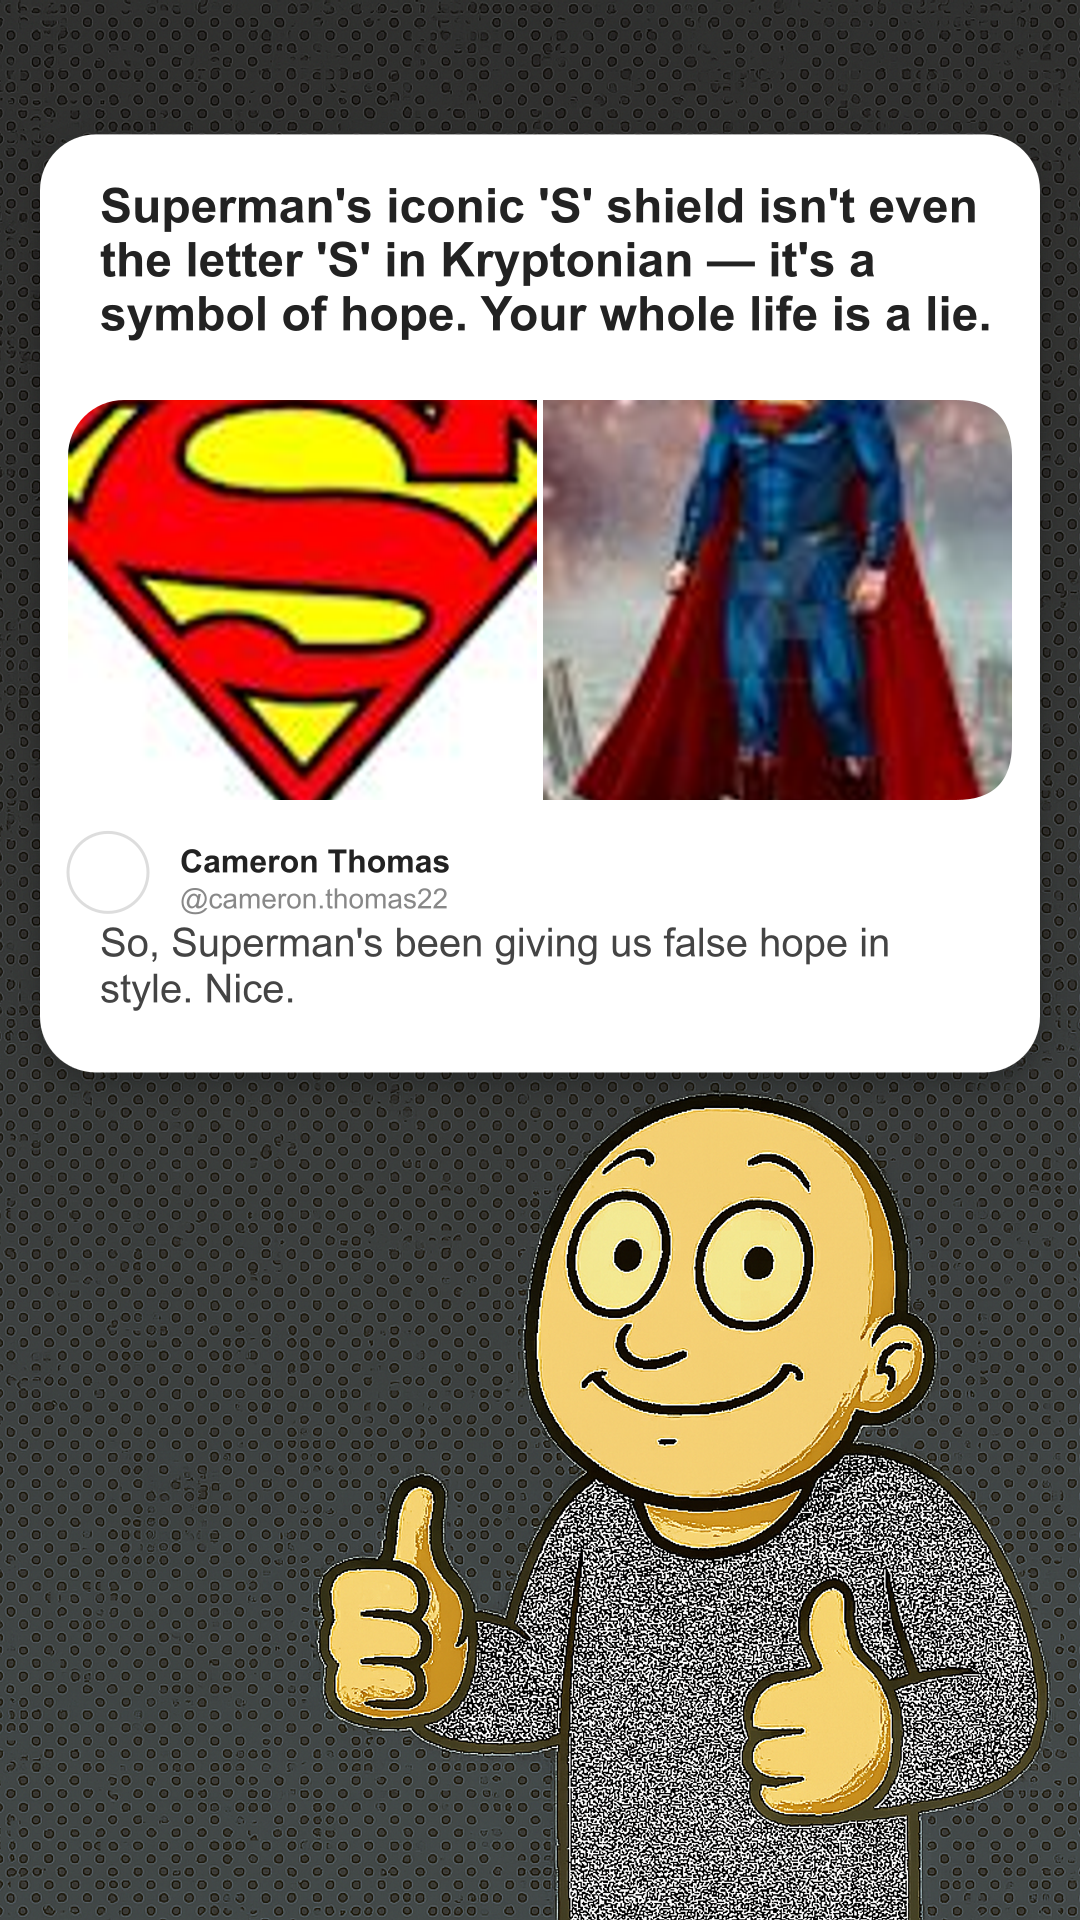 Superman's iconic 'S' shield isn't even
the letter 'S' in Kryptonian — it's a
symbol of hope. Your whole life is a lie.
S
Cameron Thomas
@cameron.thomas22
So, Superman's been giving us false hope in
style. Nice.